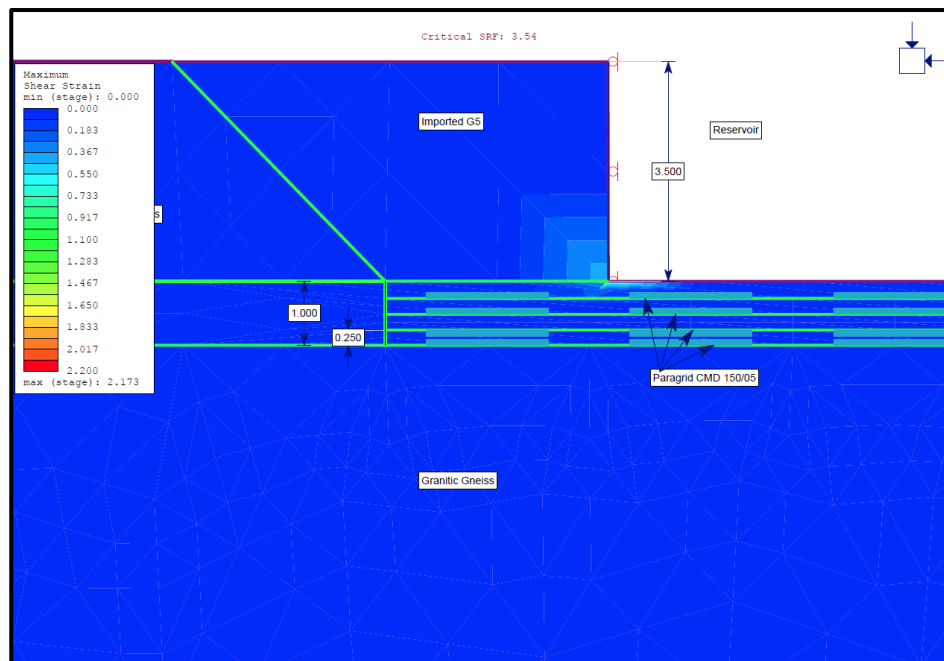 Critical SRF: 3.54
Maximum
Shear Strain
min (stage): 0.000
0.000
0.183
0.367
0.550
0.733
0.917
1.100
1.283
1.467
1.650
1.833
2.017
2.200
max (stage): 2.173
s
Imported G5
Reservoir
3.500
1.000
0.250
Paragrid CMD 150/05
Granitic Gneiss